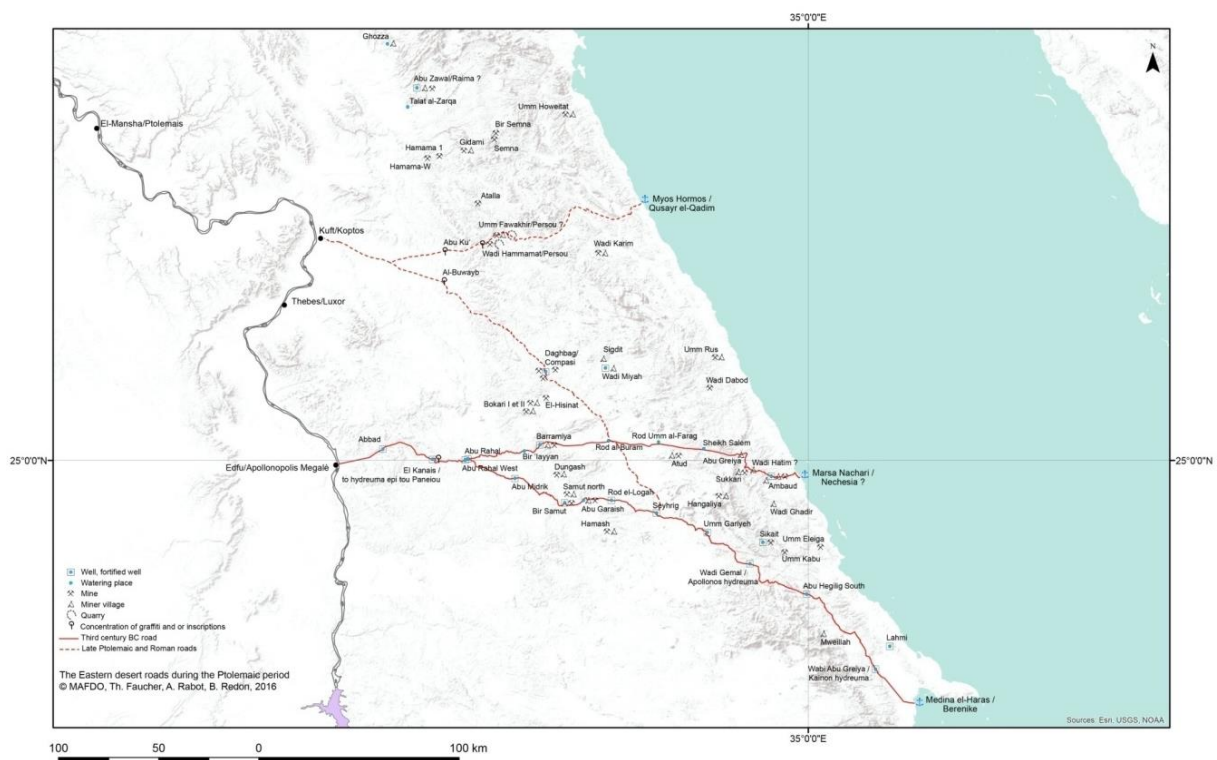 35°0'0"E
Ghozza
N
Abu Zawal/Raima ?
Talat al-Zarqa
Umm Howeitat
El-Mansha/Ptolemais
Bir Semna
Gidami
Semna
Hamama 1
Hamama-W
Atalla
Myos Hormos /
Qusayr el-Qadim
Umm Fawakhir/Persou ?
Kuft/Koptos
Abu Ku'
Wadi Karim
Wadi Hammamat/Persou
Al-Buwayb
Thebes/Luxor
Daghbag/
Compasi
Sigdit
Umm Rus
Wadi Miyah
Wadi Dabod
Bokari I et II
El-Hisinat
Abbad
Barramiya
Rod Umm al-Farag
Sheikh Salem
Rod al-Buram
Abu Rahal
Bir Iayyan
25°0'0"N
Edfu/Apollonopolis Megalè
El Kanais /
to hydreuma epi tou Paneiou
Abu Rahal West
Dungash
Atud
Abu Greiya
Wadi Hatim ?
25°0'0"N
Marsa Nachari /
Nechesia ?
Sukkari
Ambaud
Abu Midrik
Samut north
Rod el-Logah
Bir Samut
Abu Garaish
Seyhrig
Hangaliya
Wadi Ghadir
Hamash
Umm Gariyeh
Sikait
Umm Eleiga
Umm Kabu
Wadi Gemal /
Apollonos hydreuma
Abu Hegilig South
Well, fortified well
Watering place
Mine
Miner village
Quarry
Concentration of graffiti and or inscriptions
Third century BC road
Late Ptolemaic and Roman roads
Mweillah
Lahmi
Wabi Abu Greiya /
Kainon hydreuma
The Eastern desert roads during the Ptolemaic period
© MAFDO, Th. Faucher, A. Rabot, B. Redon, 2016
Medina el-Haras /
Berenike
Sources: Esri, USGS, NOAA
35°0'0"E
100 50 0 100 km